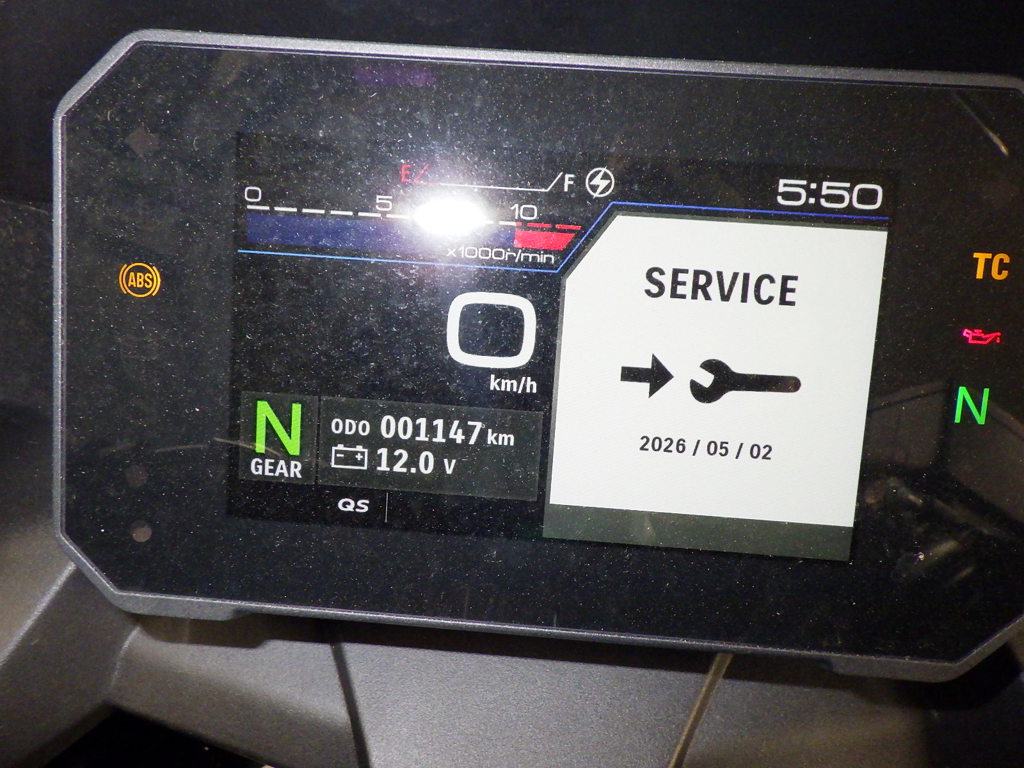 E F
0 5 10
5:50
x1000r/min
ABS
SERVICE
TC
0
km/h
N
GEAR
ODO 001147 km
12.0 V
N
2026 / 05 / 02
QS